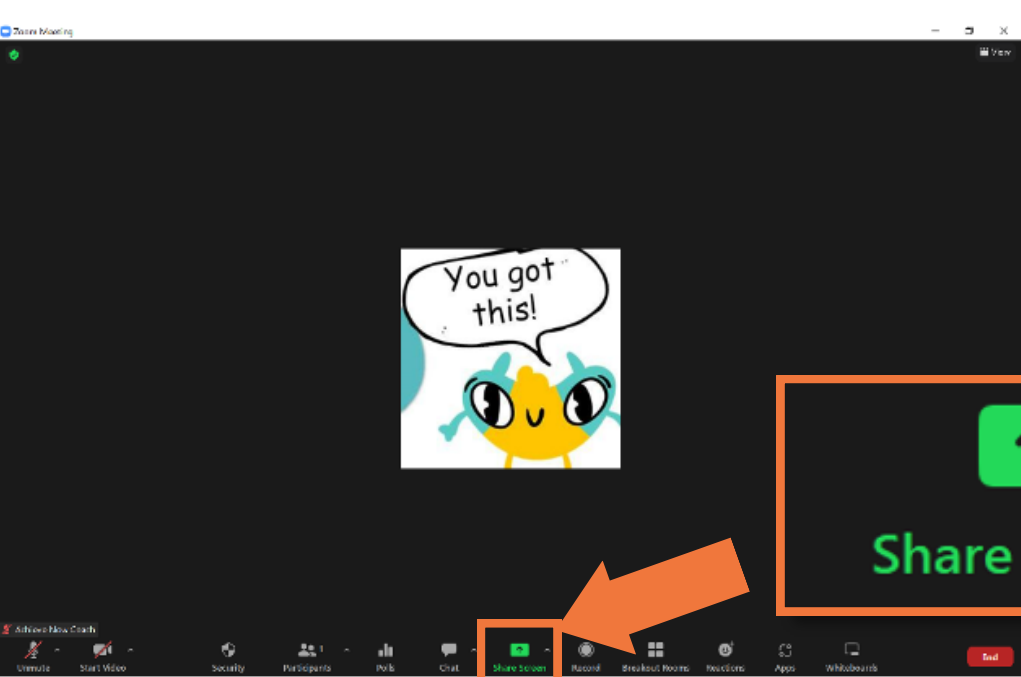 Zoom Meeting
View
You got
this!
Share
Achieve Now Coach
Unmute
Start Video
Security
Participants
1
Polls
Chat
Share Screen
Record
Breakout Rooms
Reactions
Apps
Whiteboards
End